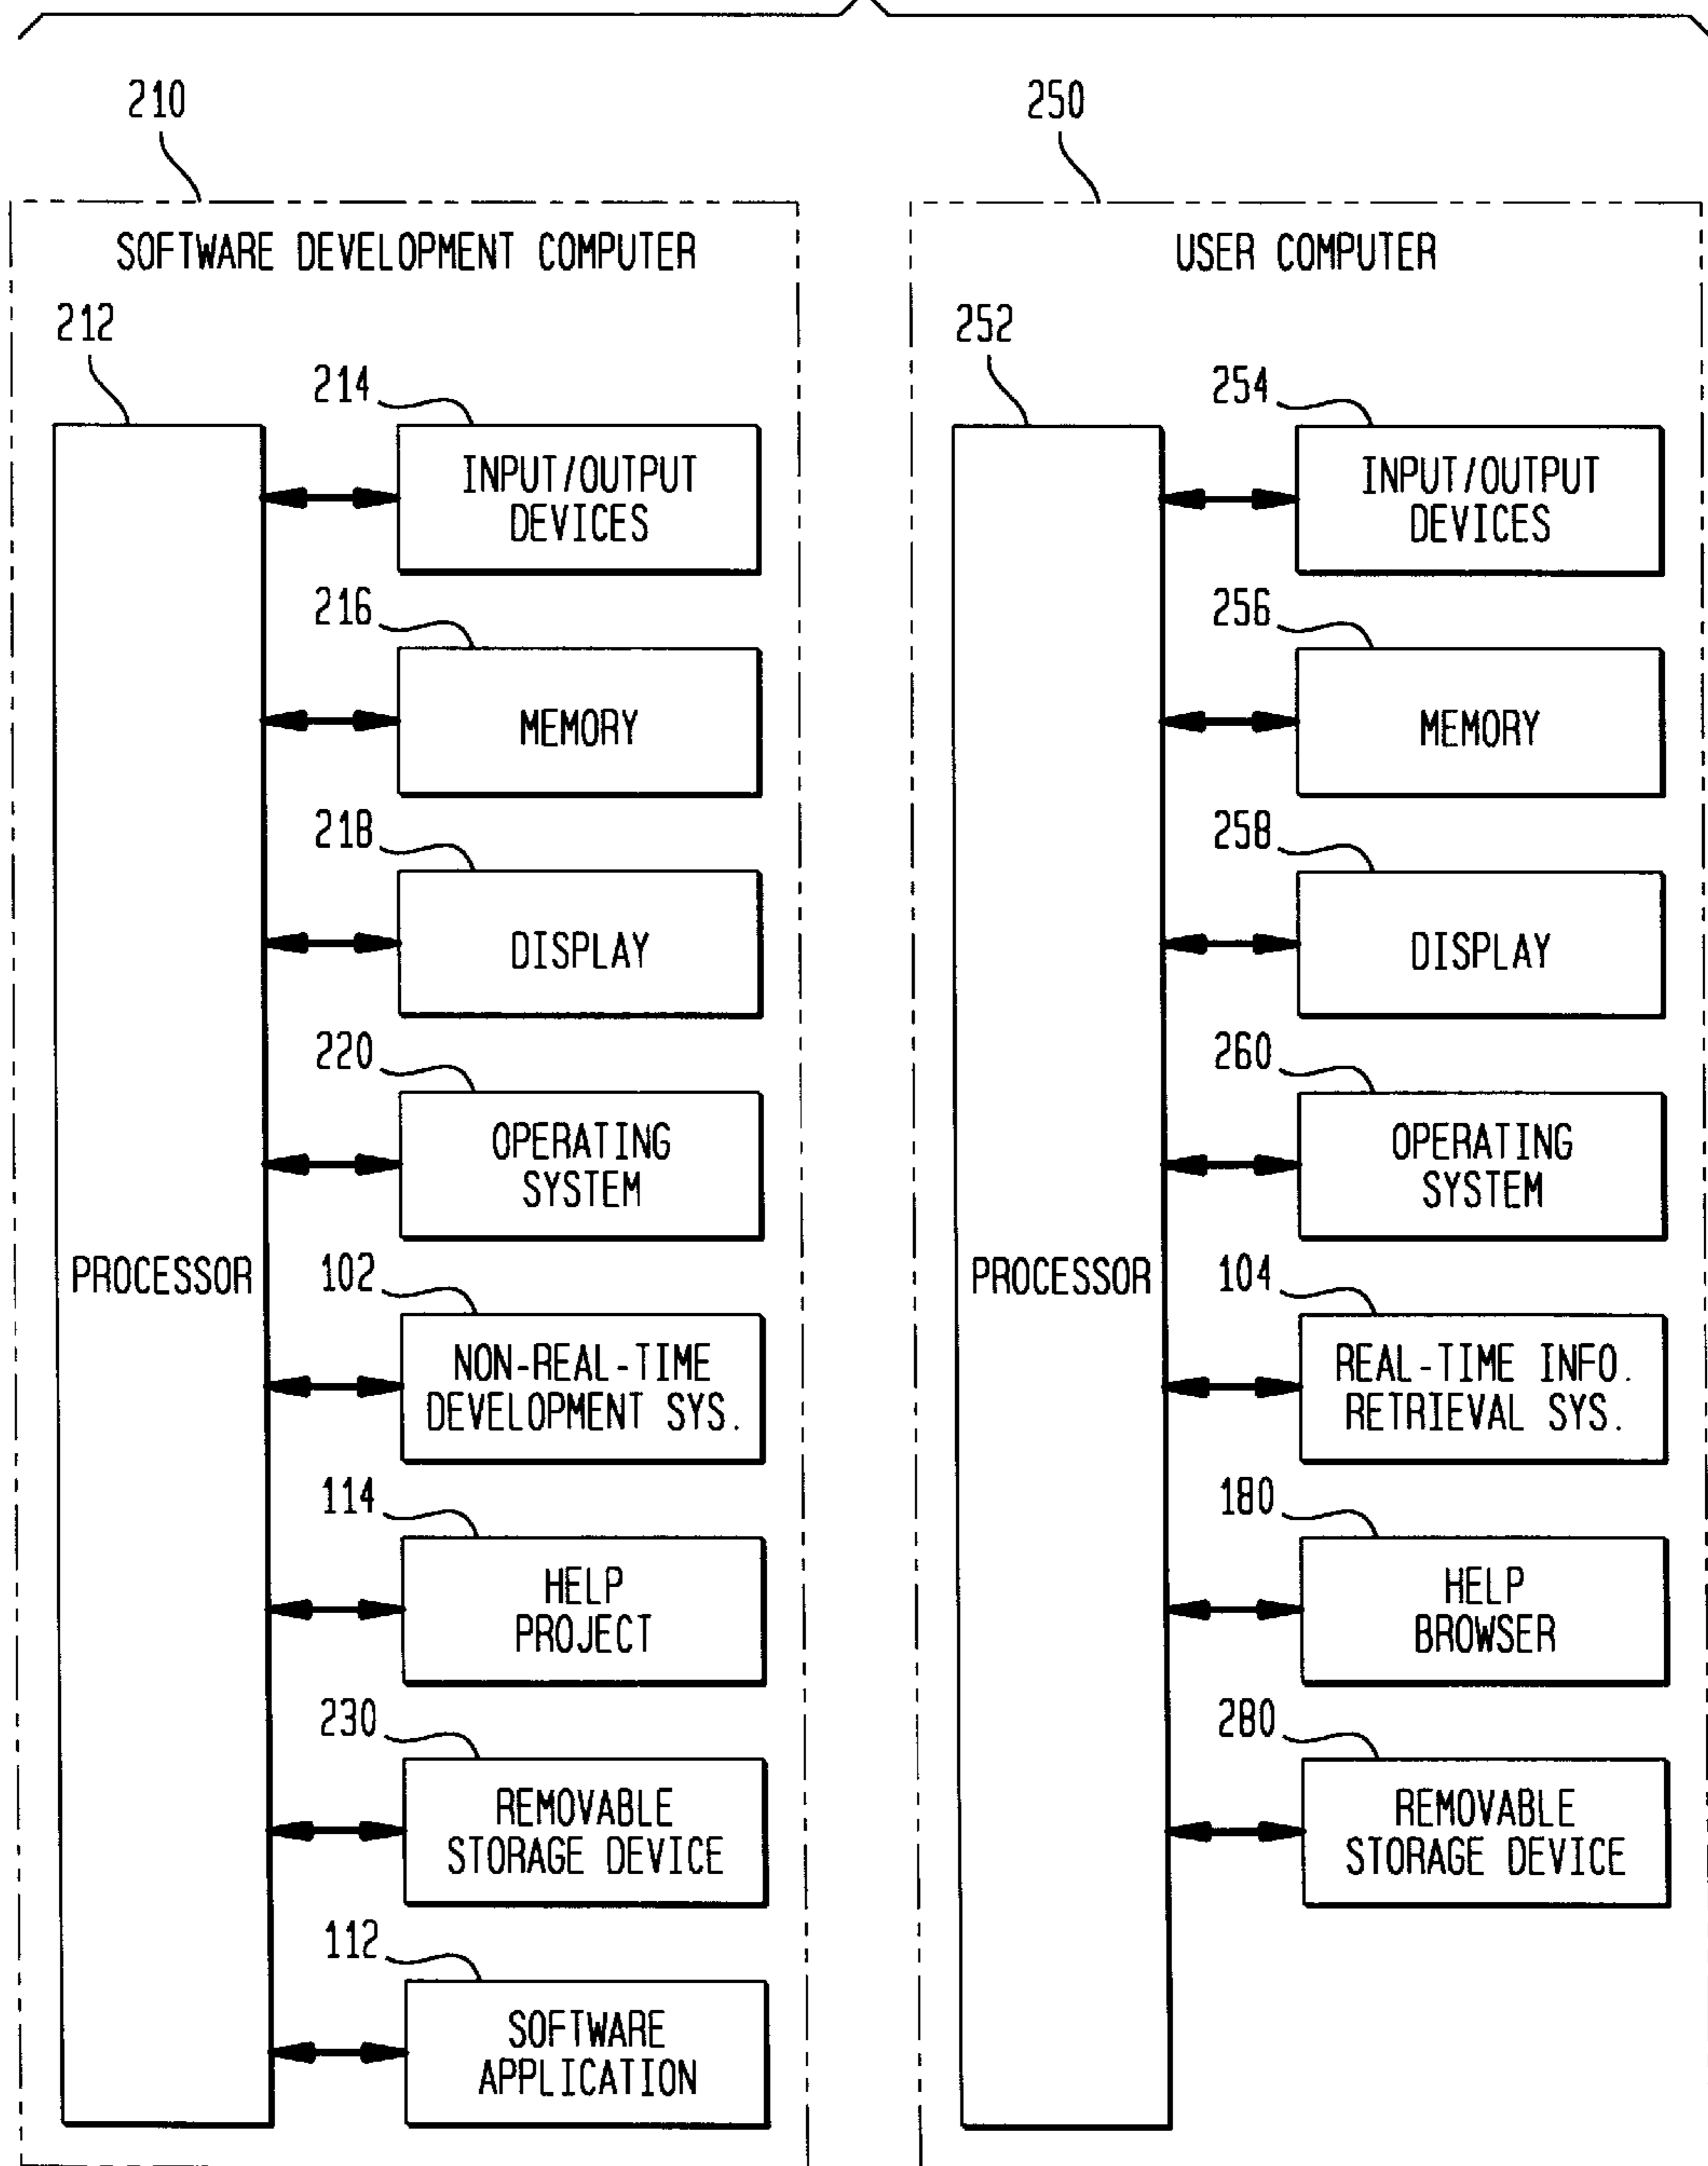 210
SOFTWARE DEVELOPMENT COMPUTER
212
PROCESSOR
214
INPUT/OUTPUT
DEVICES
216
MEMORY
218
DISPLAY
220
OPERATING
SYSTEM
102
NON-REAL-TIME
DEVELOPMENT SYS.
114
HELP
PROJECT
230
REMOVABLE
STORAGE DEVICE
112
SOFTWARE
APPLICATION
250
USER COMPUTER
252
PROCESSOR
254
INPUT/OUTPUT
DEVICES
256
MEMORY
258
DISPLAY
260
OPERATING
SYSTEM
104
REAL-TIME INFO.
RETRIEVAL SYS.
180
HELP
BROWSER
280
REMOVABLE
STORAGE DEVICE